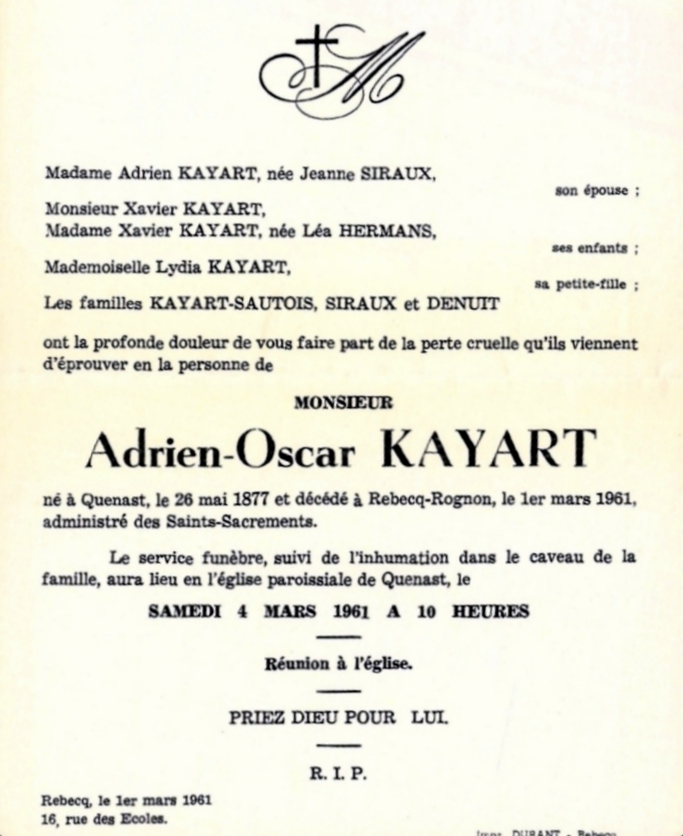 M
Madame Adrien KAYART, née Jeanne SIRAUX,
son épouse ;
Monsieur Xavier KAYART,
Madame Xavier KAYART, née Léa HERMANS,
ses enfants ;
Mademoiselle Lydia KAYART,
sa petite-fille ;
Les familles KAYART-SAUTOIS, SIRAUX et DENUIT
ont la profonde douleur de vous faire part de la perte cruelle qu'ils viennent
d'éprouver en la personne de
MONSIEUR
Adrien-Oscar KAYART
né à Quenast, le 26 mai 1877 et décédé à Rebecq-Rognon, le 1er mars 1961,
administré des Saints-Sacrements.
Le service funèbre, suivi de l'inhumation dans le caveau de la
famille, aura lieu en l'église paroissiale de Quenast, le
SAMEDI 4 MARS 1961 A 10 HEURES
Réunion à l'église.
PRIEZ DIEU POUR LUI.
R. I. P.
Rebecq, le 1er mars 1961
16, rue des Ecoles.
Impr. DURANT - Rebecq